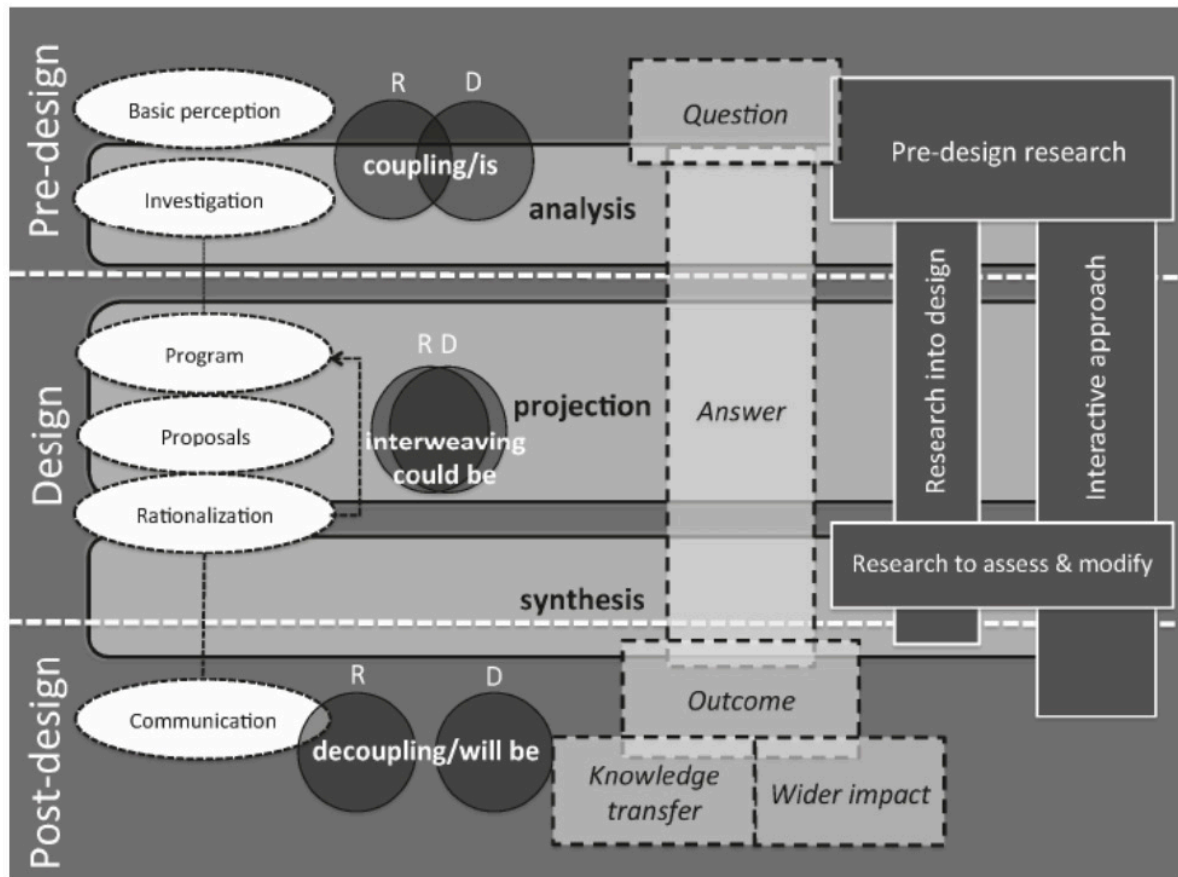 Pre-design
Basic perception
Investigation
R D
coupling/is
analysis
Question
Pre-design research
Design
Program
Proposals
Rationalization
R D
interweaving
could be
projection
synthesis
Answer
Research into design
Interactive approach
Research to assess & modify
Post-design
Communication
R D
decoupling/will be
Outcome
Knowledge
transfer
Wider impact